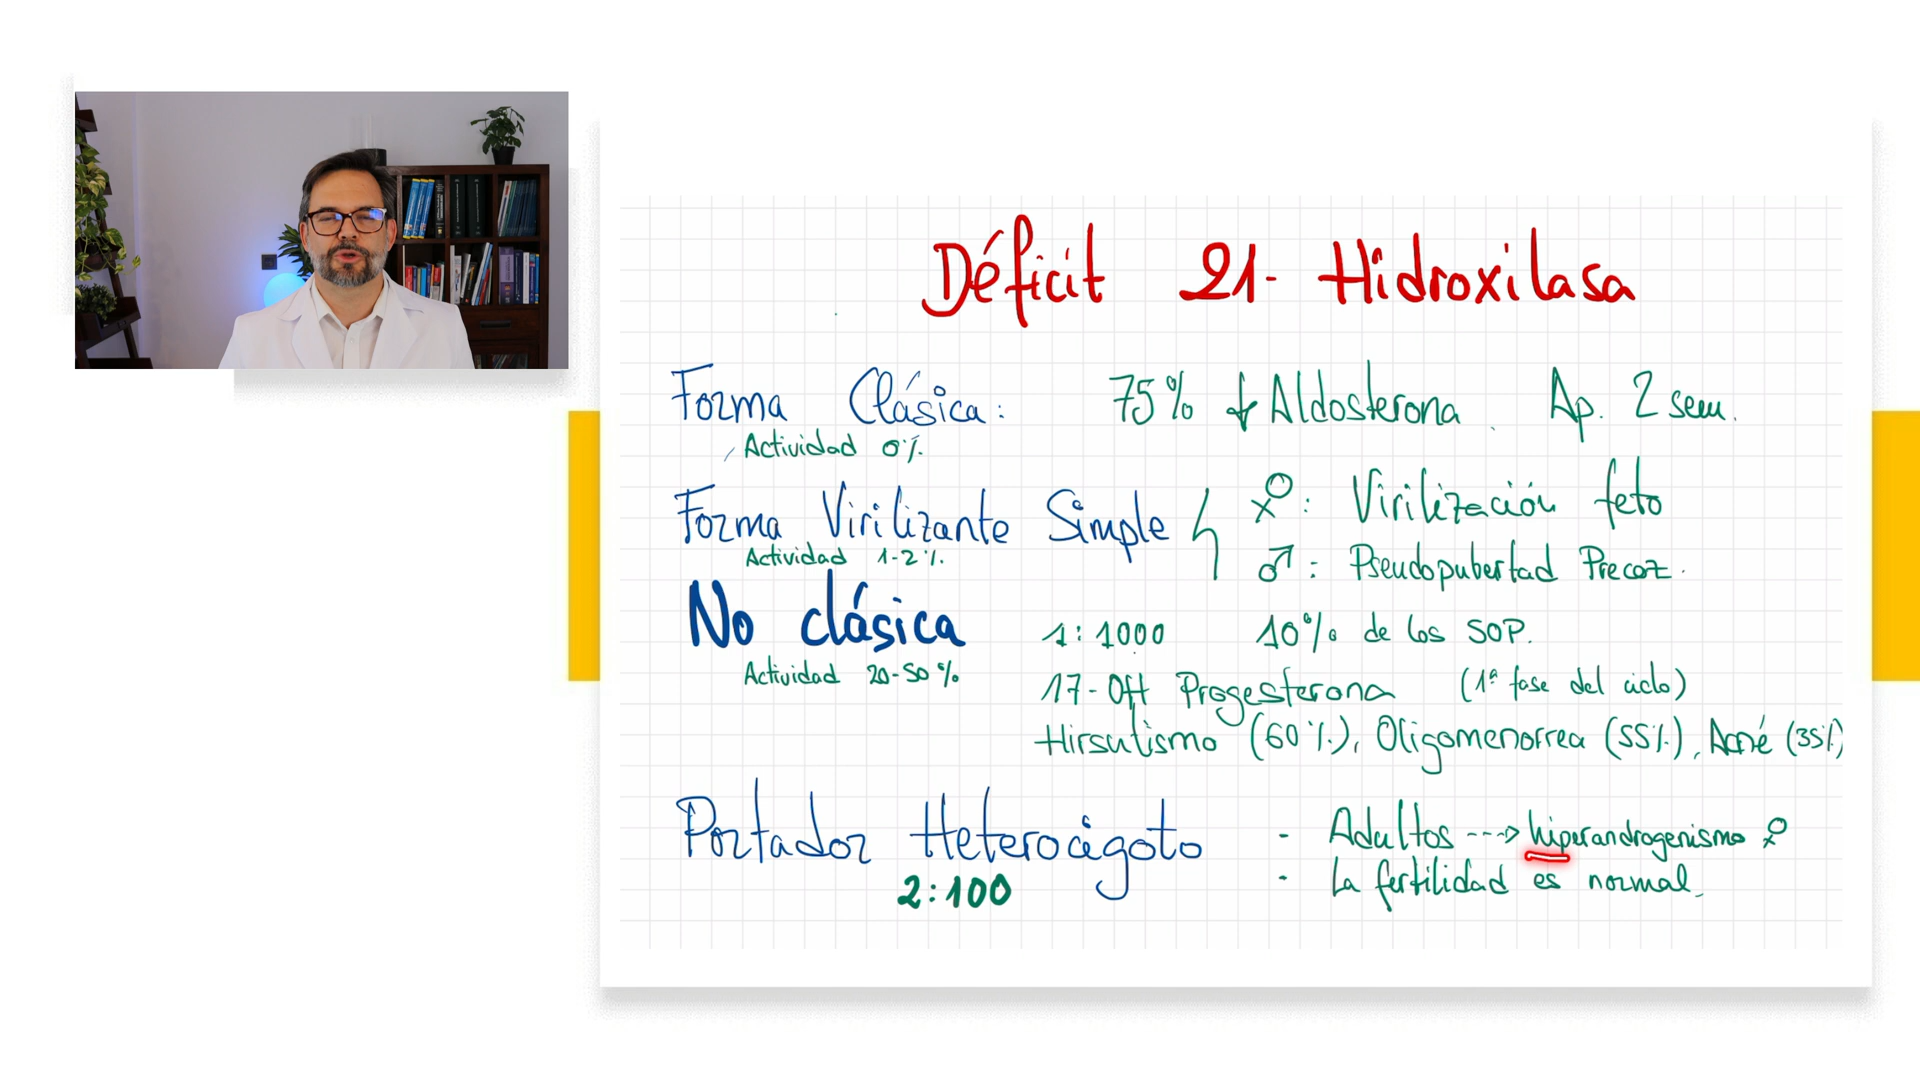 Déficit 21- Hidroxilasa
Forma Clásica: 75% ↓ Aldosterona. Ap. 2 sem.
Actividad 0%.
Forma Virilizante Simple ♀: Virilización feto
Actividad 1-2%. ♂: Pseudopubertad Precoz.
No clásica 1:1000 10% de los SOP.
Actividad 20-50% 17-OH Progesterona (1ª fase del ciclo)
Hirsutismo (60%), Oligomenorrea (55%), Acné (35%)
Portador Heterocigoto - Adultos ---> hiperandrogenismo ♀
2:100 - La fertilidad es normal.